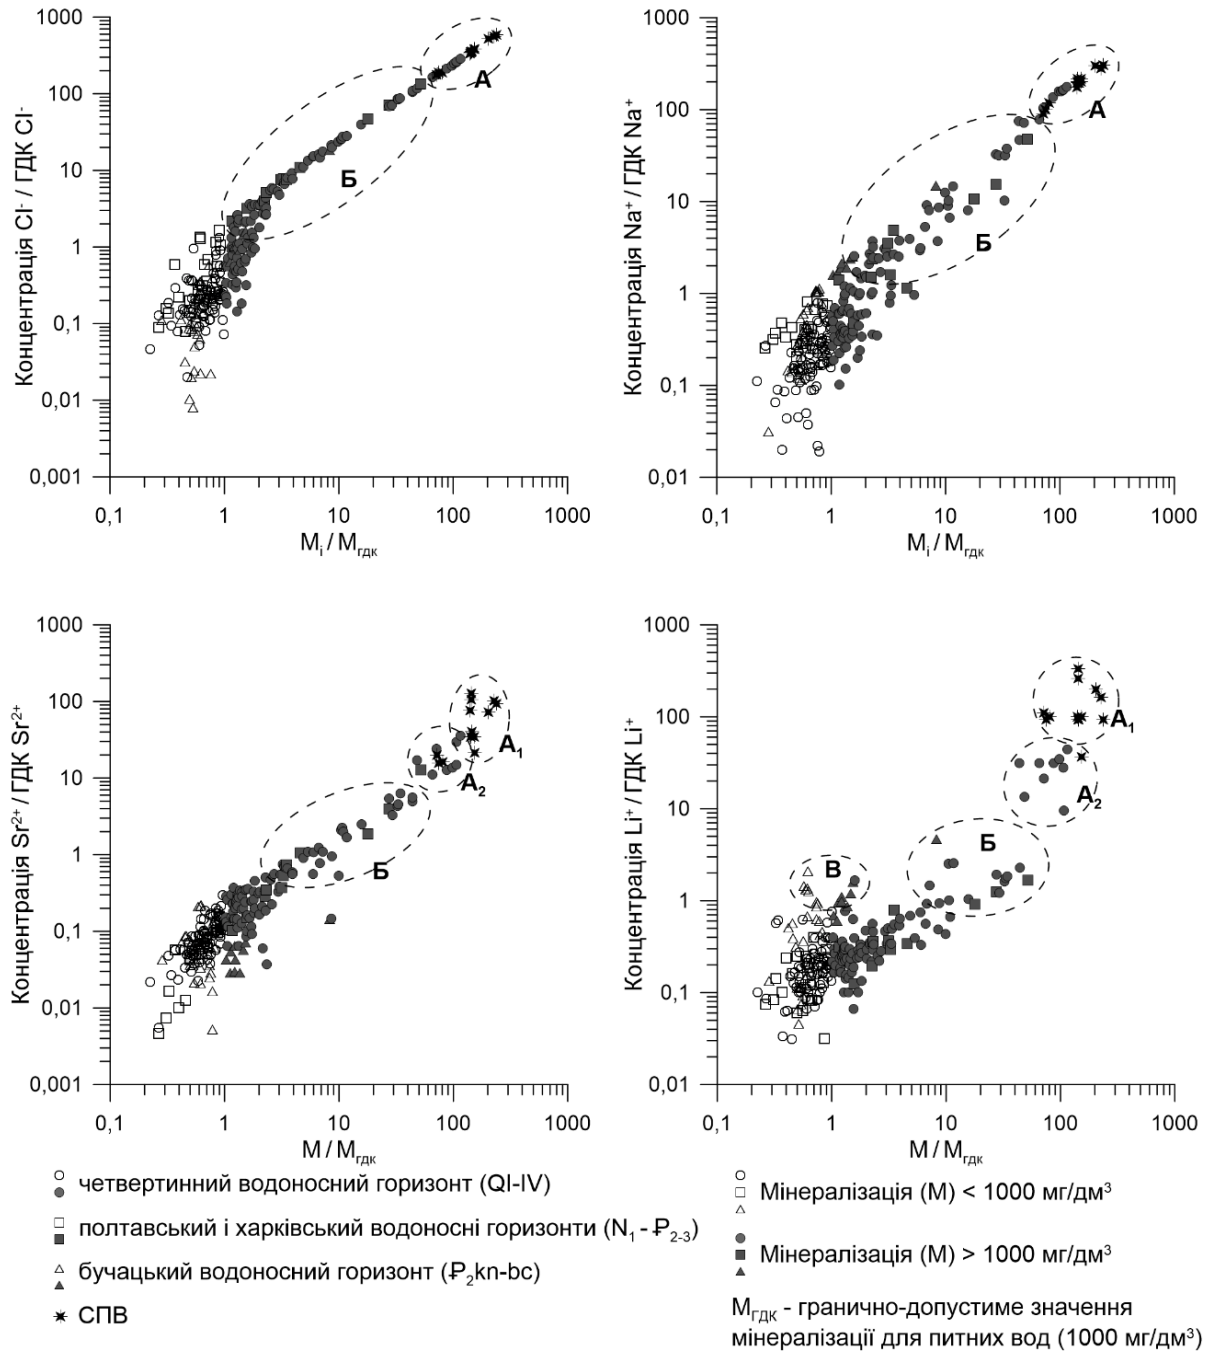 1000
100
10
1
0,1
0,01
0,001
Концентрація Cl⁻ / ГДК Cl⁻
А
Б
0,1
1
10
100
1000
Mᵢ / Mгдк
1000
100
10
1
0,1
0,01
Концентрація Na⁺ / ГДК Na⁺
А
Б
0,1
1
10
100
1000
Mᵢ / Mгдк
1000
100
10
1
0,1
0,01
0,001
Концентрація Sr²⁺ / ГДК Sr²⁺
А₁
А₂
Б
0,1
1
10
100
1000
M / Mгдк
1000
100
10
1
0,1
0,01
Концентрація Li⁺ / ГДК Li⁺
А₁
А₂
Б
В
0,1
1
10
100
1000
M / Mгдк
четвертинний водоносний горизонт (QI-IV)
полтавський і харківський водоносні горизонти (N₁ - ₽₂₋₃)
бучацький водоносний горизонт (₽₂kn-bc)
СПВ
Мінералізація (М) < 1000 мг/дм³
Мінералізація (М) > 1000 мг/дм³
МГДК - гранично-допустиме значення
мінералізації для питних вод (1000 мг/дм³)